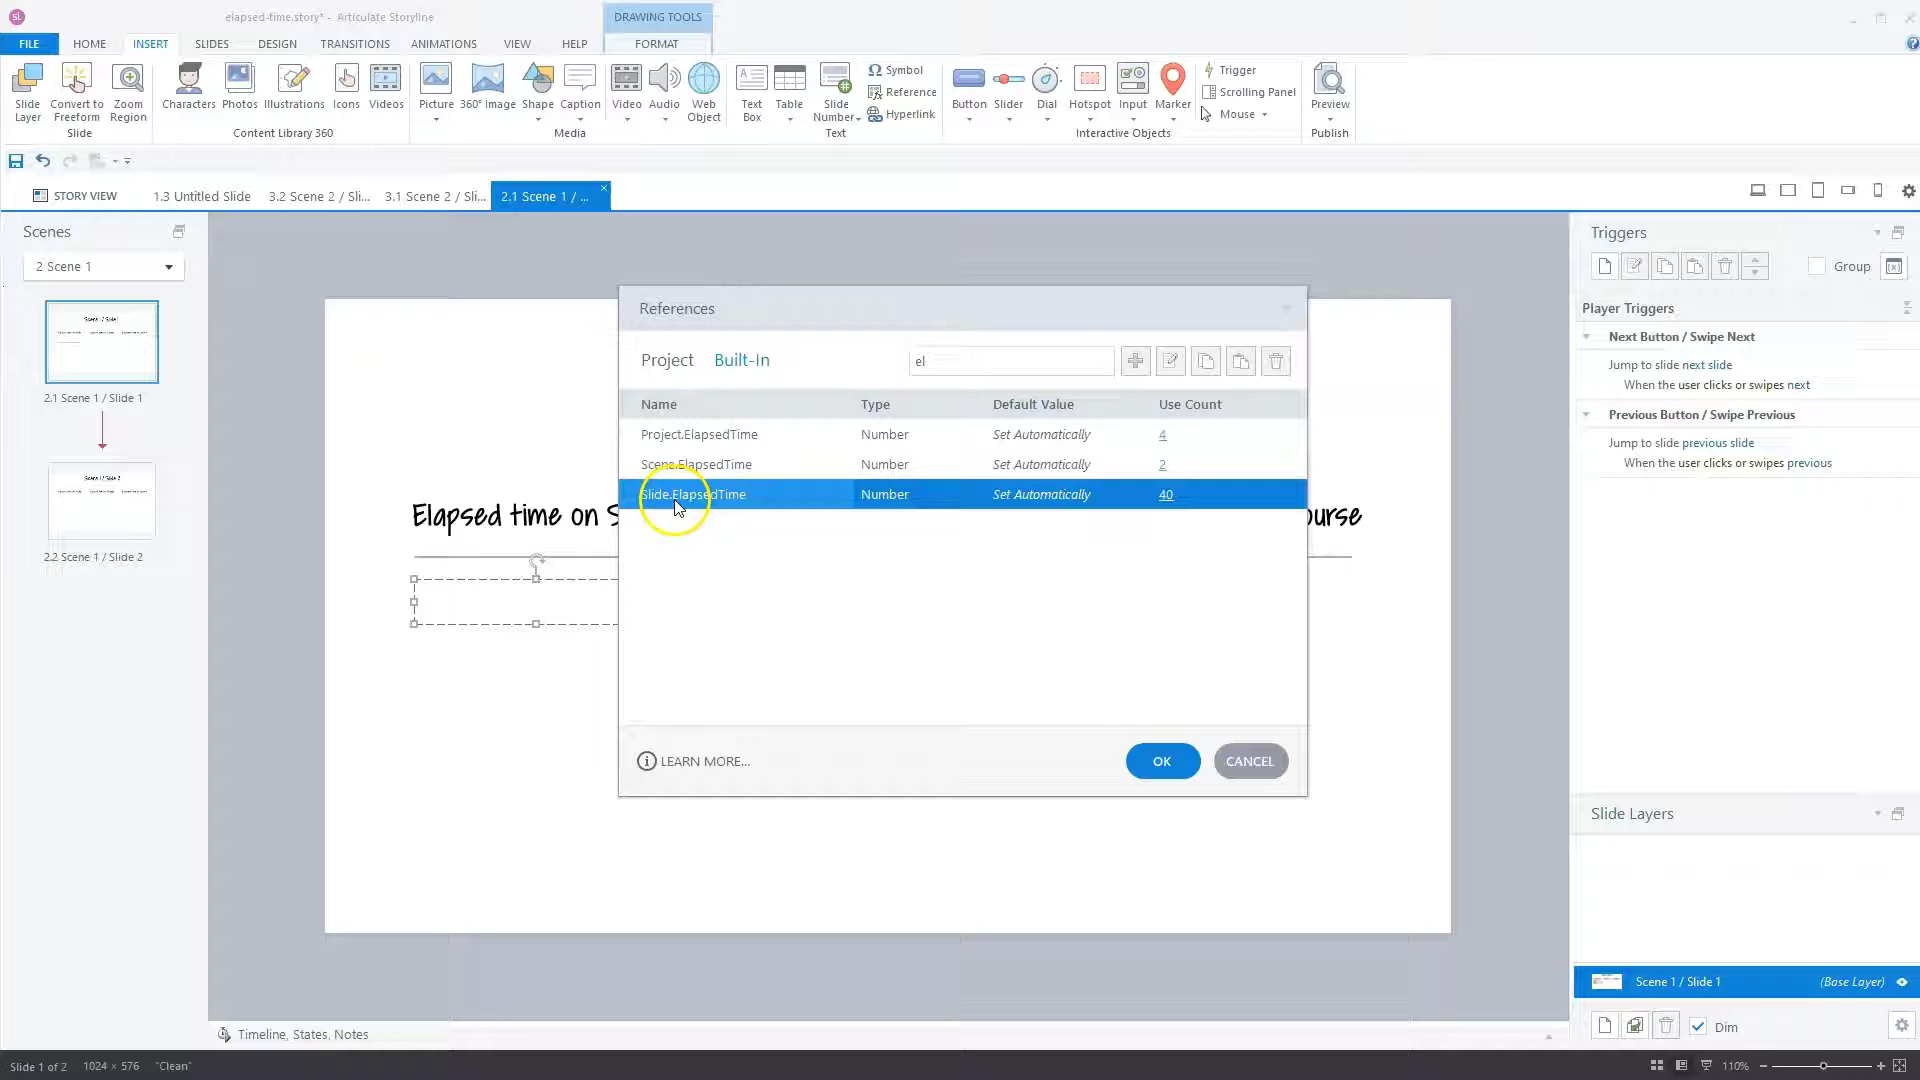 elapsed-time.story* - Articulate Storyline
DRAWING TOOLS
FILE
HOME
INSERT
SLIDES
DESIGN
TRANSITIONS
ANIMATIONS
VIEW
HELP
FORMAT
Slide Layer
Convert to Freeform
Zoom Region
Slide
Characters
Photos
Illustrations
Icons
Videos
Content Library 360
Picture
360° Image
Shape
Caption
Video
Audio
Web Object
Media
Text Box
Table
Slide Number
Symbol
Reference
Hyperlink
Text
Button
Slider
Dial
Hotspot
Input
Marker
Trigger
Scrolling Panel
Mouse
Interactive Objects
Preview
Publish
STORY VIEW
1.3 Untitled Slide
3.2 Scene 2 / Sli...
3.1 Scene 2 / Sli...
2.1 Scene 1 / ...
Scenes
2 Scene 1
Scene 1 / Slide 1
2.1 Scene 1 / Slide 1
Scene 1 / Slide 2
2.2 Scene 1 / Slide 2
Elapsed time on S
ourse
References
Project
Built-In
el
Name Type Default Value Use Count
Project.ElapsedTime Number Set Automatically 4
Scene.ElapsedTime Number Set Automatically 2
Slide.ElapsedTime Number Set Automatically 40
LEARN MORE...
OK
CANCEL
Triggers
Group
Player Triggers
Next Button / Swipe Next
Jump to slide next slide
When the user clicks or swipes next
Previous Button / Swipe Previous
Jump to slide previous slide
When the user clicks or swipes previous
Slide Layers
Scene 1 / Slide 1
(Base Layer)
Dim
Timeline, States, Notes
Slide 1 of 2
1024 × 576
"Clean"
110%